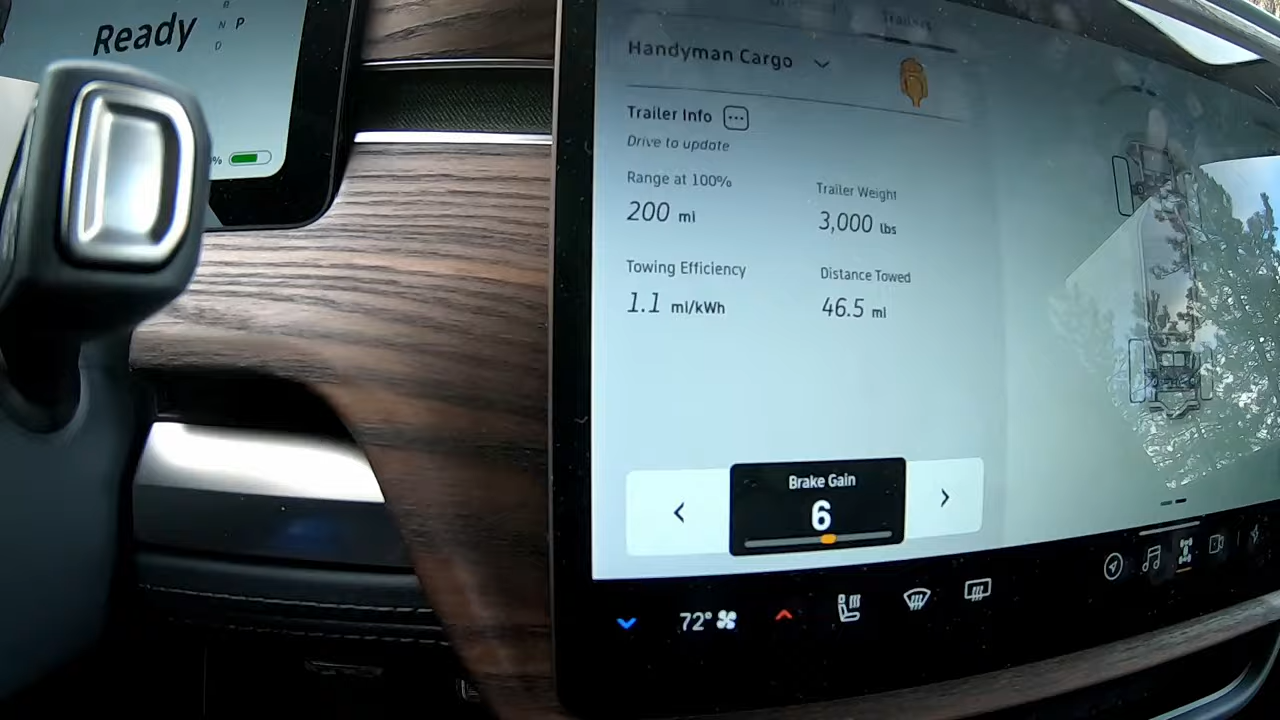 Ready
N P
D
%
Trailer
Handyman Cargo
Trailer Info
Drive to update
Range at 100%
200 mi
Trailer Weight
3,000 lbs
Towing Efficiency
1.1 mi/kWh
Distance Towed
46.5 mi
Brake Gain
6
72°